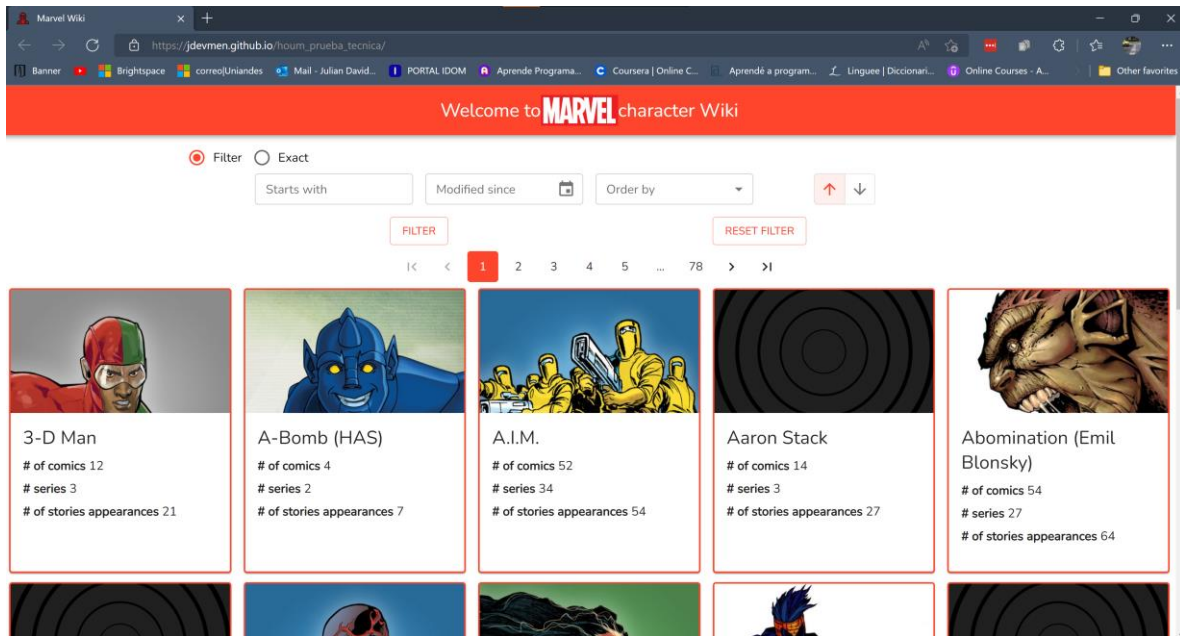 Marvel Wiki
https://jdevmen.github.io/houm_prueba_tecnica/
Banner Brightspace correo|Uniandes Mail - Julian David... PORTAL IDOM Aprende Programa... Coursera | Online C... Aprendé a program... Linguee | Diccionari... Online Courses - A... Other favorites
Welcome to MARVEL character Wiki
Filter Exact
Starts with Modified since Order by
FILTER RESET FILTER
1 2 3 4 5 ... 78
3-D Man
# of comics 12
# series 3
# of stories appearances 21
A-Bomb (HAS)
# of comics 4
# series 2
# of stories appearances 7
A.I.M.
# of comics 52
# series 34
# of stories appearances 54
Aaron Stack
# of comics 14
# series 3
# of stories appearances 27
Abomination (Emil
Blonsky)
# of comics 54
# series 27
# of stories appearances 64